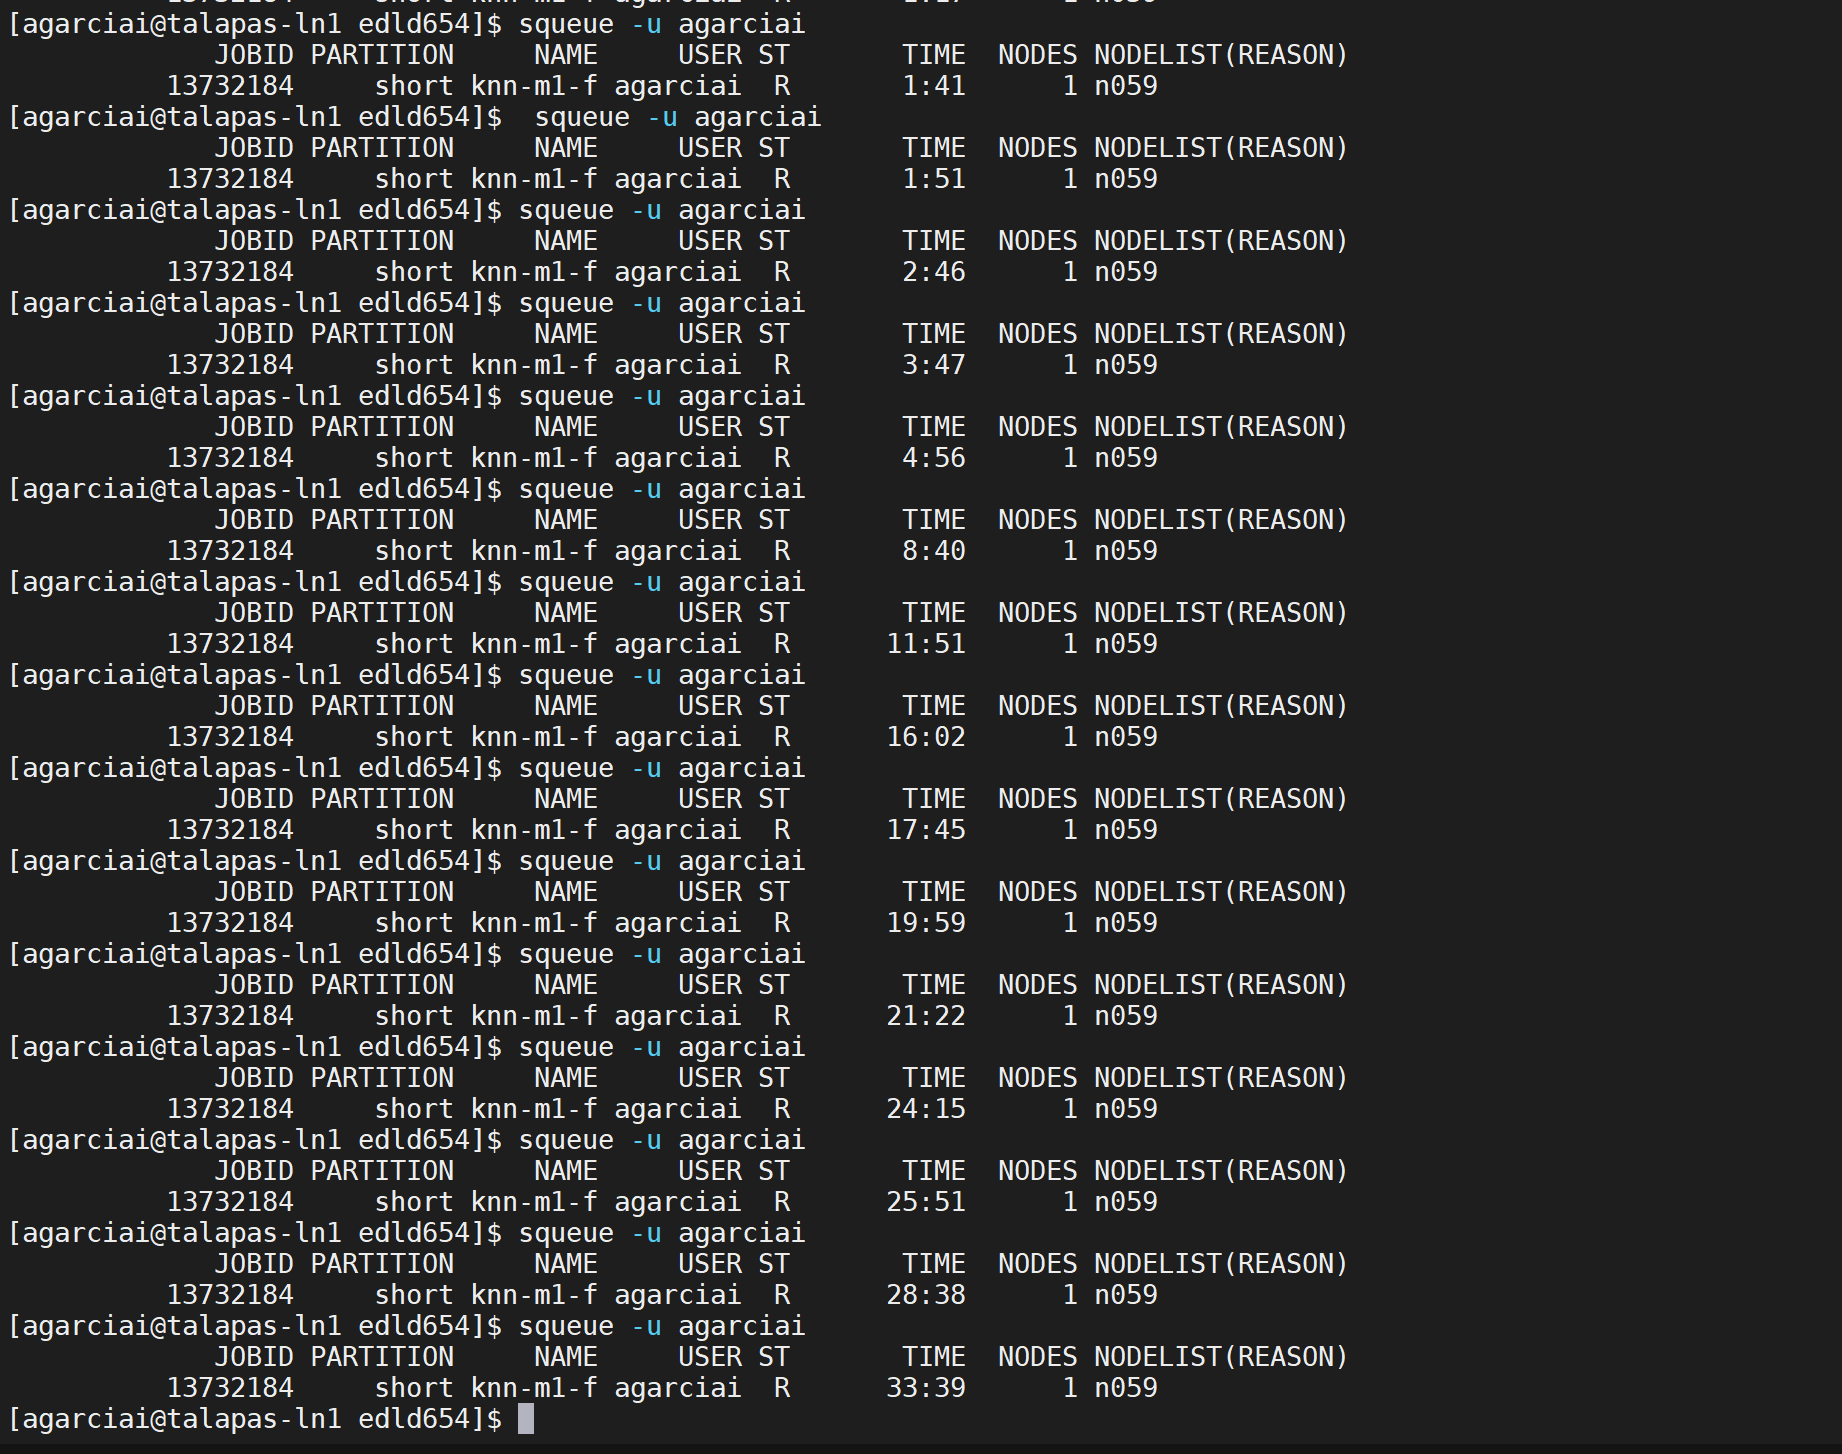 13732184     short knn-m1-f agarciai  R       1:17      1 n059
[agarciai@talapas-ln1 edld654]$ squeue -u agarciai
             JOBID PARTITION     NAME     USER ST       TIME  NODES NODELIST(REASON)
          13732184     short knn-m1-f agarciai  R       1:41      1 n059
[agarciai@talapas-ln1 edld654]$  squeue -u agarciai
             JOBID PARTITION     NAME     USER ST       TIME  NODES NODELIST(REASON)
          13732184     short knn-m1-f agarciai  R       1:51      1 n059
[agarciai@talapas-ln1 edld654]$ squeue -u agarciai
             JOBID PARTITION     NAME     USER ST       TIME  NODES NODELIST(REASON)
          13732184     short knn-m1-f agarciai  R       2:46      1 n059
[agarciai@talapas-ln1 edld654]$ squeue -u agarciai
             JOBID PARTITION     NAME     USER ST       TIME  NODES NODELIST(REASON)
          13732184     short knn-m1-f agarciai  R       3:47      1 n059
[agarciai@talapas-ln1 edld654]$ squeue -u agarciai
             JOBID PARTITION     NAME     USER ST       TIME  NODES NODELIST(REASON)
          13732184     short knn-m1-f agarciai  R       4:56      1 n059
[agarciai@talapas-ln1 edld654]$ squeue -u agarciai
             JOBID PARTITION     NAME     USER ST       TIME  NODES NODELIST(REASON)
          13732184     short knn-m1-f agarciai  R       8:40      1 n059
[agarciai@talapas-ln1 edld654]$ squeue -u agarciai
             JOBID PARTITION     NAME     USER ST       TIME  NODES NODELIST(REASON)
          13732184     short knn-m1-f agarciai  R      11:51      1 n059
[agarciai@talapas-ln1 edld654]$ squeue -u agarciai
             JOBID PARTITION     NAME     USER ST       TIME  NODES NODELIST(REASON)
          13732184     short knn-m1-f agarciai  R      16:02      1 n059
[agarciai@talapas-ln1 edld654]$ squeue -u agarciai
             JOBID PARTITION     NAME     USER ST       TIME  NODES NODELIST(REASON)
          13732184     short knn-m1-f agarciai  R      17:45      1 n059
[agarciai@talapas-ln1 edld654]$ squeue -u agarciai
             JOBID PARTITION     NAME     USER ST       TIME  NODES NODELIST(REASON)
          13732184     short knn-m1-f agarciai  R      19:59      1 n059
[agarciai@talapas-ln1 edld654]$ squeue -u agarciai
             JOBID PARTITION     NAME     USER ST       TIME  NODES NODELIST(REASON)
          13732184     short knn-m1-f agarciai  R      21:22      1 n059
[agarciai@talapas-ln1 edld654]$ squeue -u agarciai
             JOBID PARTITION     NAME     USER ST       TIME  NODES NODELIST(REASON)
          13732184     short knn-m1-f agarciai  R      24:15      1 n059
[agarciai@talapas-ln1 edld654]$ squeue -u agarciai
             JOBID PARTITION     NAME     USER ST       TIME  NODES NODELIST(REASON)
          13732184     short knn-m1-f agarciai  R      25:51      1 n059
[agarciai@talapas-ln1 edld654]$ squeue -u agarciai
             JOBID PARTITION     NAME     USER ST       TIME  NODES NODELIST(REASON)
          13732184     short knn-m1-f agarciai  R      28:38      1 n059
[agarciai@talapas-ln1 edld654]$ squeue -u agarciai
             JOBID PARTITION     NAME     USER ST       TIME  NODES NODELIST(REASON)
          13732184     short knn-m1-f agarciai  R      33:39      1 n059
[agarciai@talapas-ln1 edld654]$